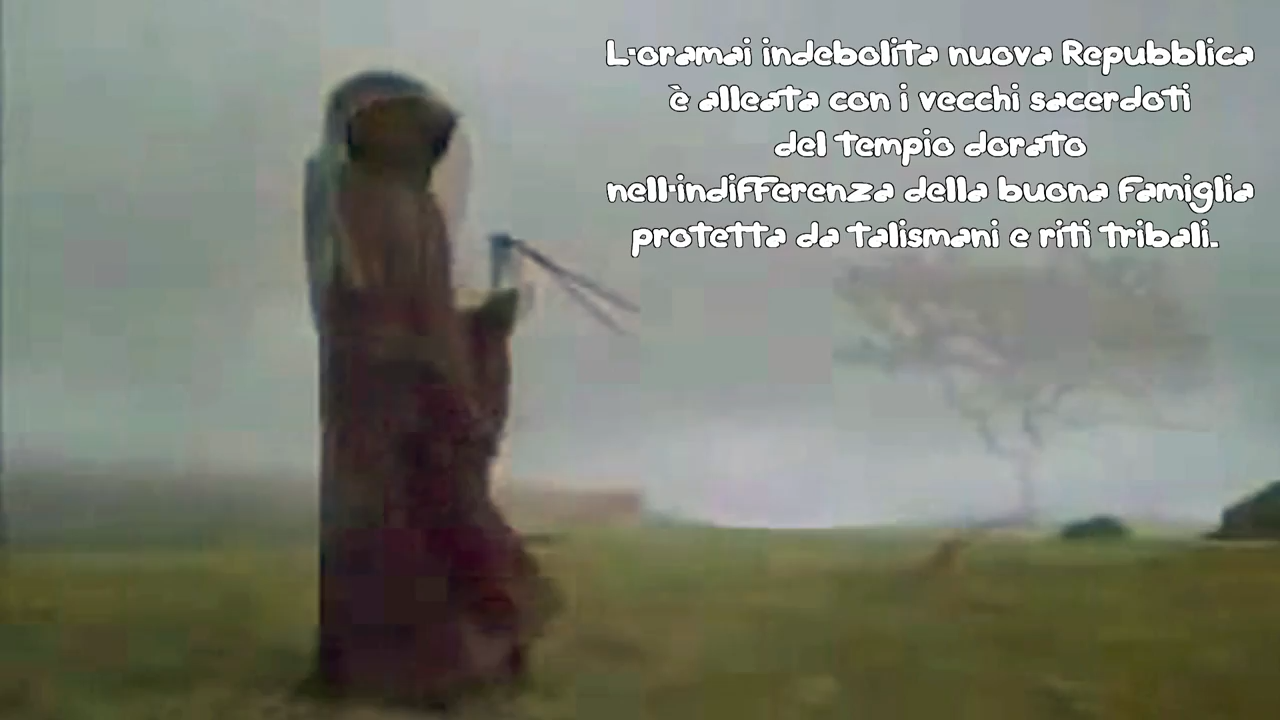 L'oramai indebolita nuova Repubblica
è alleata con i vecchi sacerdoti
del tempio dorato
nell'indifferenza della buona famiglia
protetta da talismani e riti tribali.